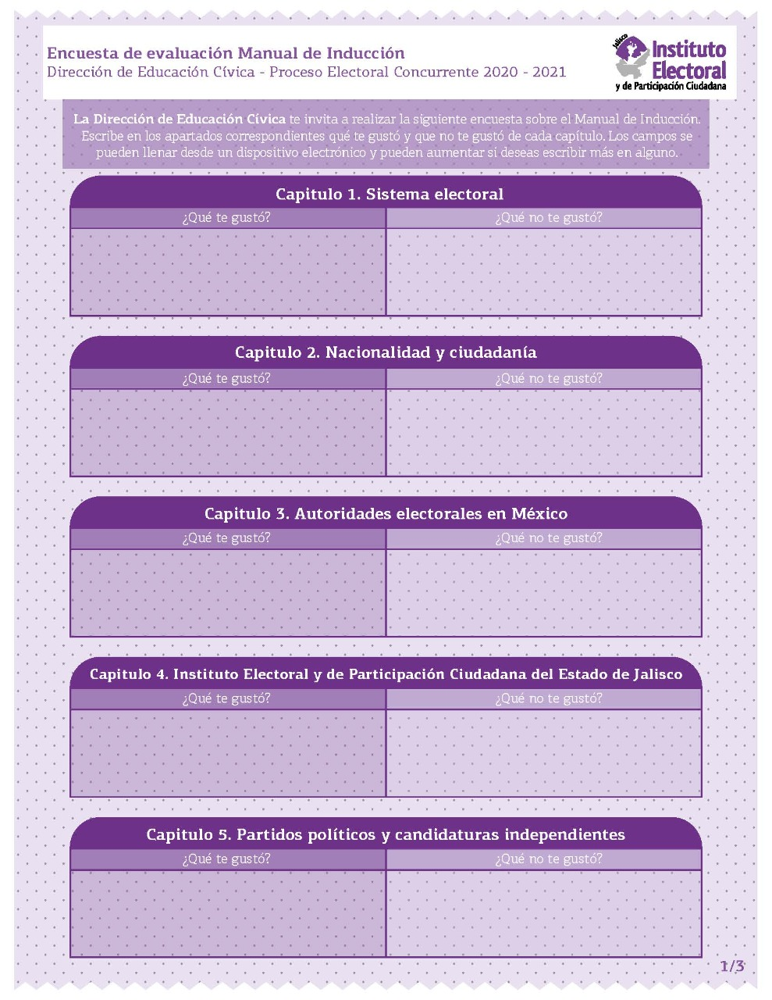 Encuesta de evaluación Manual de Inducción
Dirección de Educación Cívica - Proceso Electoral Concurrente 2020 - 2021
Jalisco
Instituto
Electoral
y de Participación Ciudadana
La Dirección de Educación Cívica te invita a realizar la siguiente encuesta sobre el Manual de Inducción.
Escribe en los apartados correspondientes qué te gustó y que no te gustó de cada capítulo. Los campos se
pueden llenar desde un dispositivo electrónico y pueden aumentar si deseas escribir más en alguno.
Capitulo 1. Sistema electoral
¿Qué te gustó?
¿Qué no te gustó?
Capitulo 2. Nacionalidad y ciudadanía
¿Qué te gustó?
¿Qué no te gustó?
Capitulo 3. Autoridades electorales en México
¿Qué te gustó?
¿Qué no te gustó?
Capitulo 4. Instituto Electoral y de Participación Ciudadana del Estado de Jalisco
¿Qué te gustó?
¿Qué no te gustó?
Capitulo 5. Partidos políticos y candidaturas independientes
¿Qué te gustó?
¿Qué no te gustó?
1/3